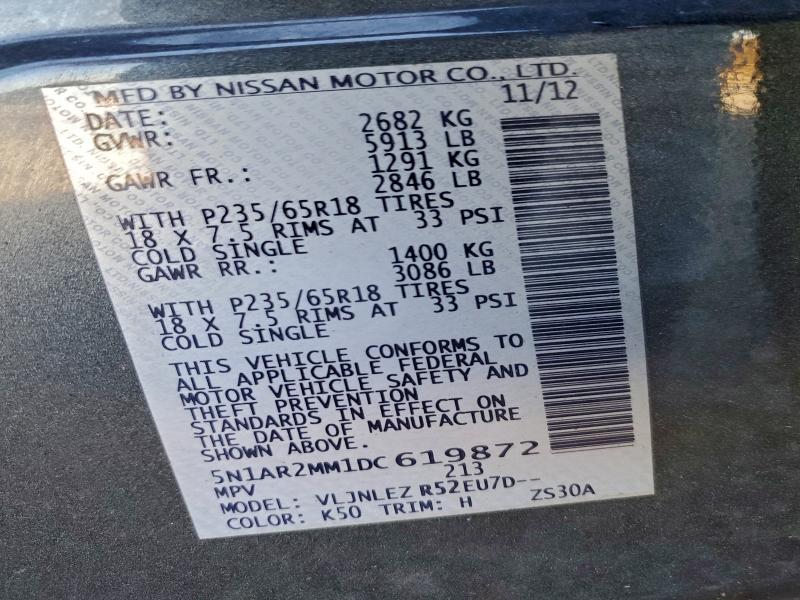 MFD BY NISSAN MOTOR CO., LTD.
DATE: 11/12
GVWR: 2682 KG
5913 LB
GAWR FR.: 1291 KG
2846 LB
WITH P235/65R18 TIRES
18 X 7.5 RIMS AT 33 PSI
COLD SINGLE
GAWR RR.: 1400 KG
3086 LB
WITH P235/65R18 TIRES
18 X 7.5 RIMS AT 33 PSI
COLD SINGLE
THIS VEHICLE CONFORMS TO
ALL APPLICABLE FEDERAL
MOTOR VEHICLE SAFETY AND
THEFT PREVENTION
STANDARDS IN EFFECT ON
THE DATE OF MANUFACTURE
SHOWN ABOVE.
5N1AR2MM1DC 619872
MPV 213
MODEL: VLJNLEZ R52EU7D--
COLOR: K50 TRIM: H ZS30A